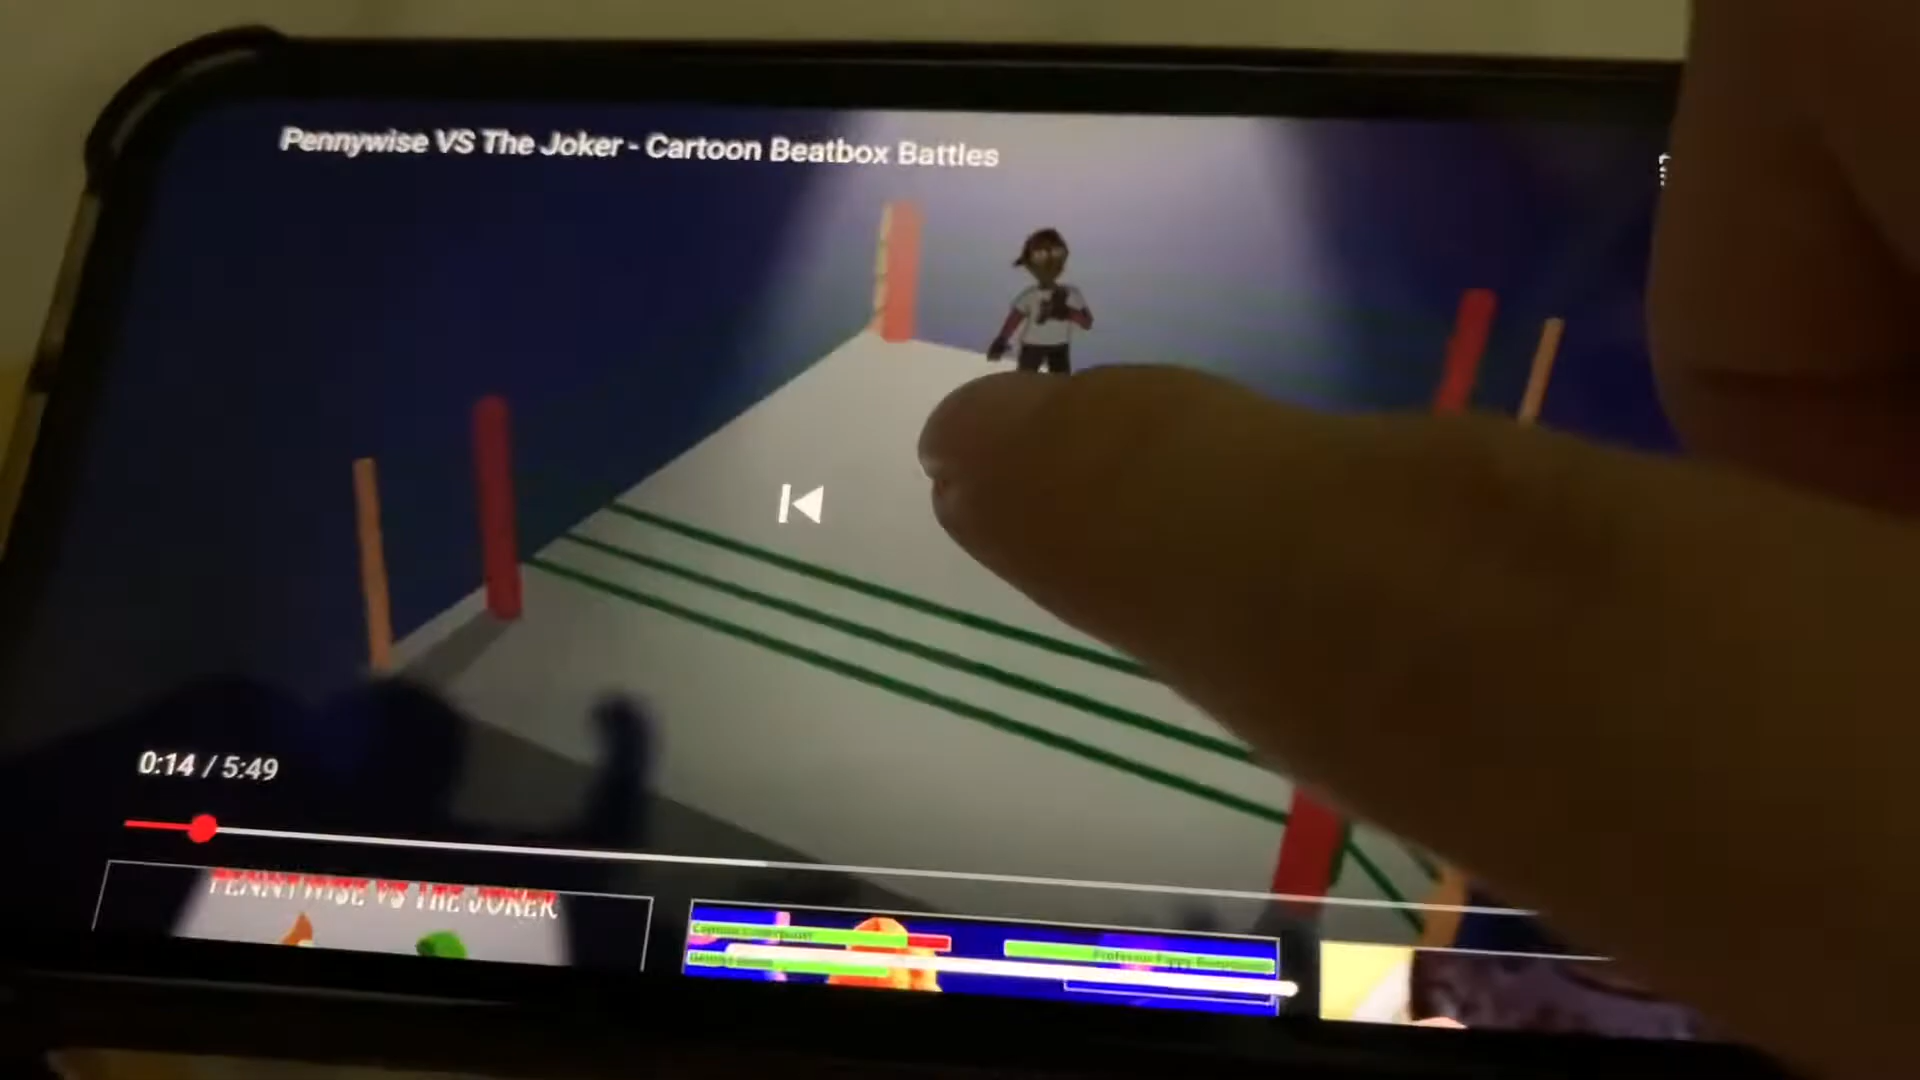 Pennywise VS The Joker - Cartoon Beatbox Battles
0:14 / 5:49
PENNYWISE VS THE JOKER